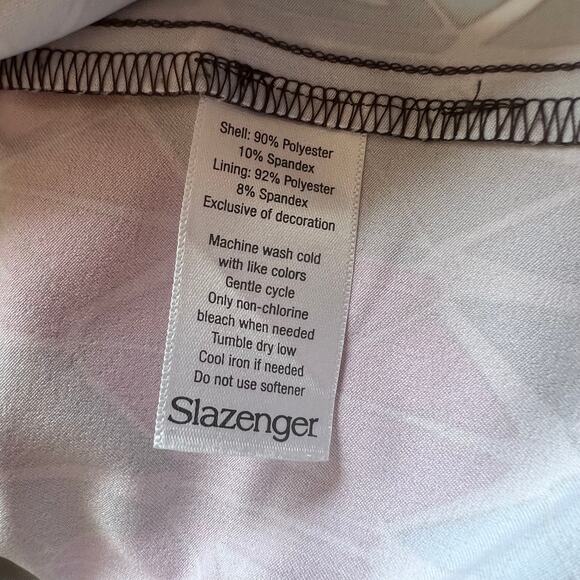 Shell: 90% Polyester
10% Spandex
Lining: 92% Polyester
8% Spandex
Exclusive of decoration
Machine wash cold
with like colors
Gentle cycle
Only non-chlorine
bleach when needed
Tumble dry low
Cool iron if needed
Do not use softener
Slazenger